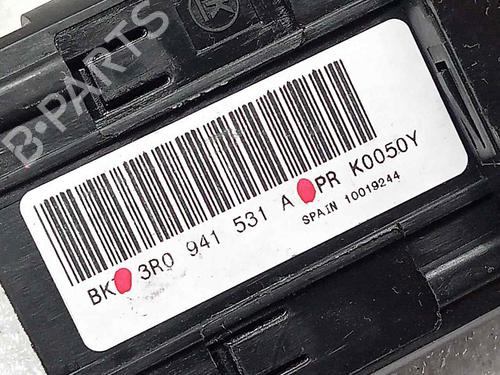 B-PARTS
BK 3R0 941 531 A PR K0050Y
SPAIN 10019244